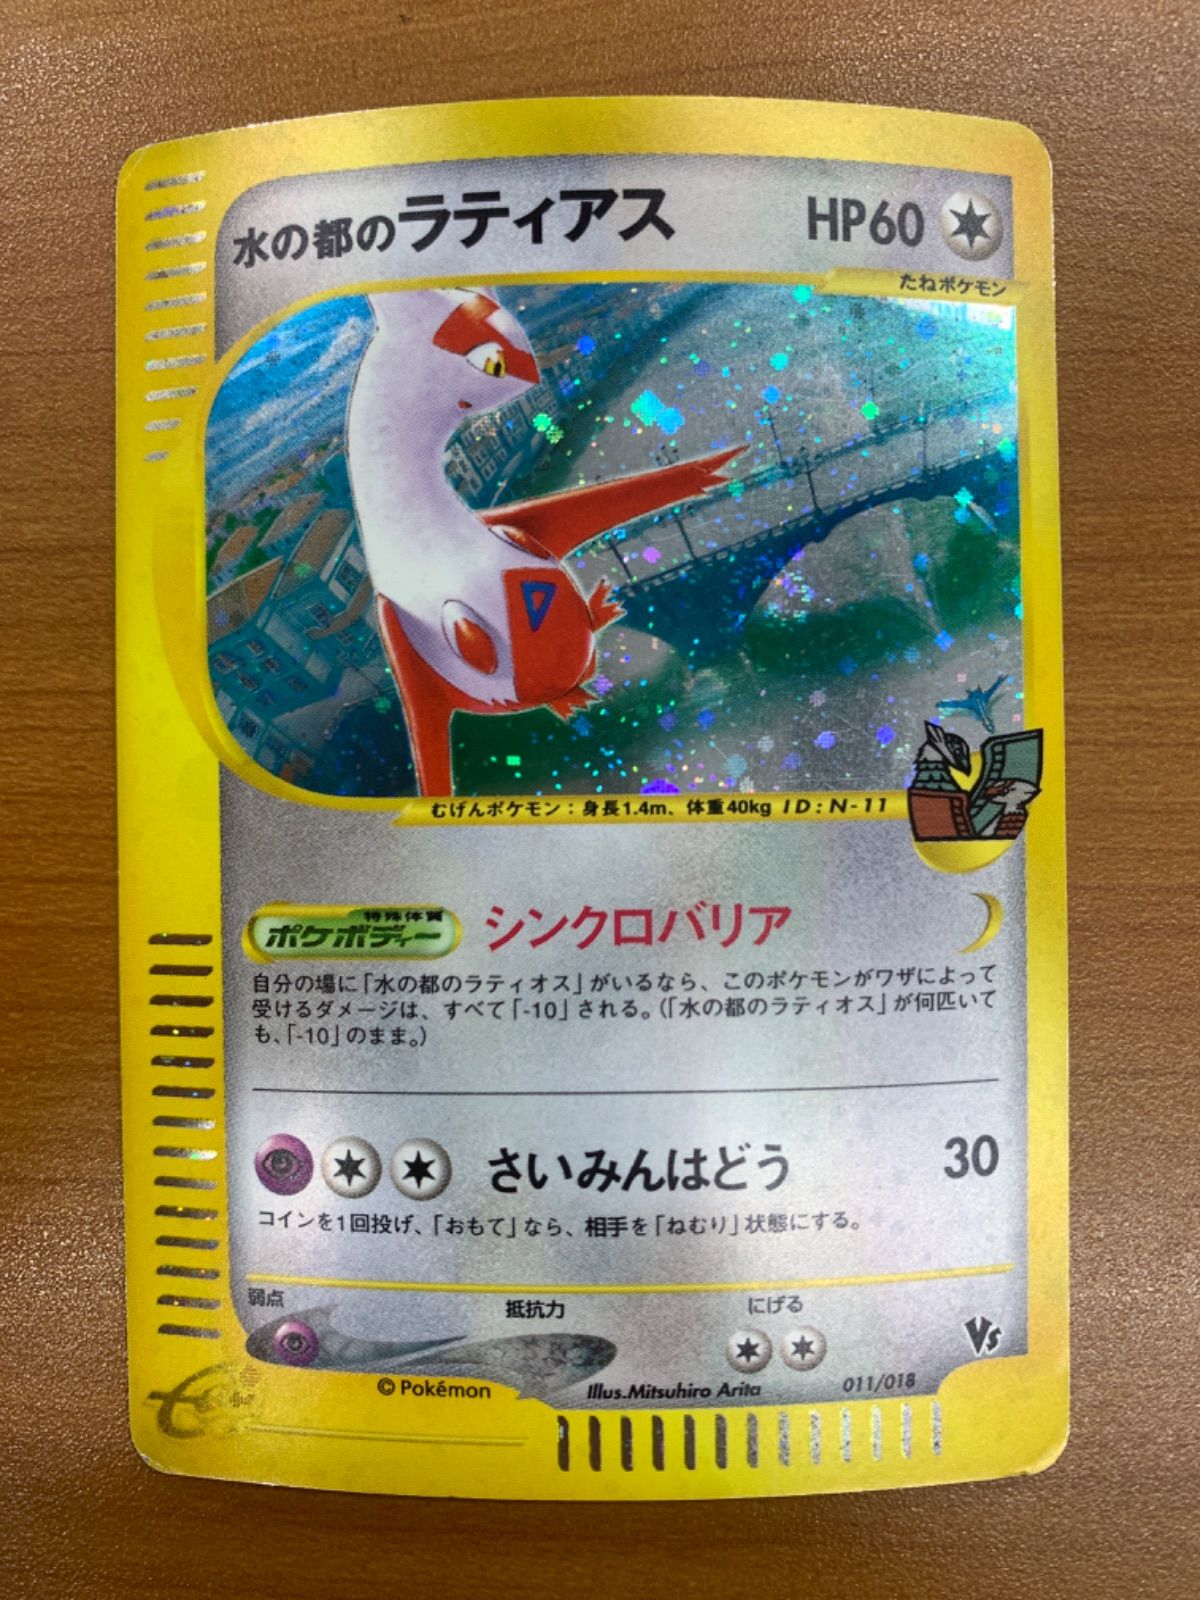 水の都のラティアス HP60
たねポケモン
むげんポケモン：身長1.4m、体重40kg ID:N-11
特殊体質
ポケボディー シンクロバリア
自分の場に「水の都のラティオス」がいるなら、このポケモンがワザによって
受けるダメージは、すべて「-10」される。（「水の都のラティオス」が何匹いて
も、「-10」のまま。）
さいみんはどう 30
コインを1回投げ、「おもて」なら、相手を「ねむり」状態にする。
弱点 抵抗力 にげる
VS
©Pokémon Illus.Mitsuhiro Arita 011/018